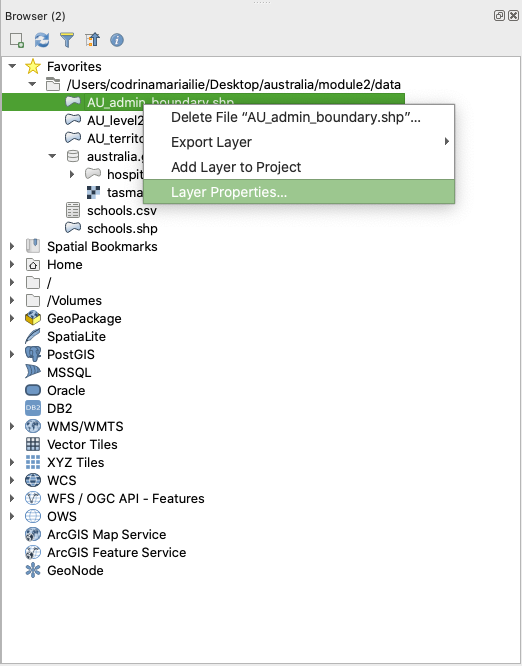 Browser (2)
Favorites
/Users/codrinamariailie/Desktop/australia/module2/data
AU_admin_boundary.shp
AU_level2
AU_territo
australia.g
hospit
tasma
schools.csv
schools.shp
Delete File “AU_admin_boundary.shp”...
Export Layer
Add Layer to Project
Layer Properties...
Spatial Bookmarks
Home
/
/Volumes
GeoPackage
SpatiaLite
PostGIS
MSSQL
Oracle
DB2 DB2
WMS/WMTS
Vector Tiles
XYZ Tiles
WCS
WFS / OGC API - Features
OWS
ArcGIS Map Service
ArcGIS Feature Service
GeoNode